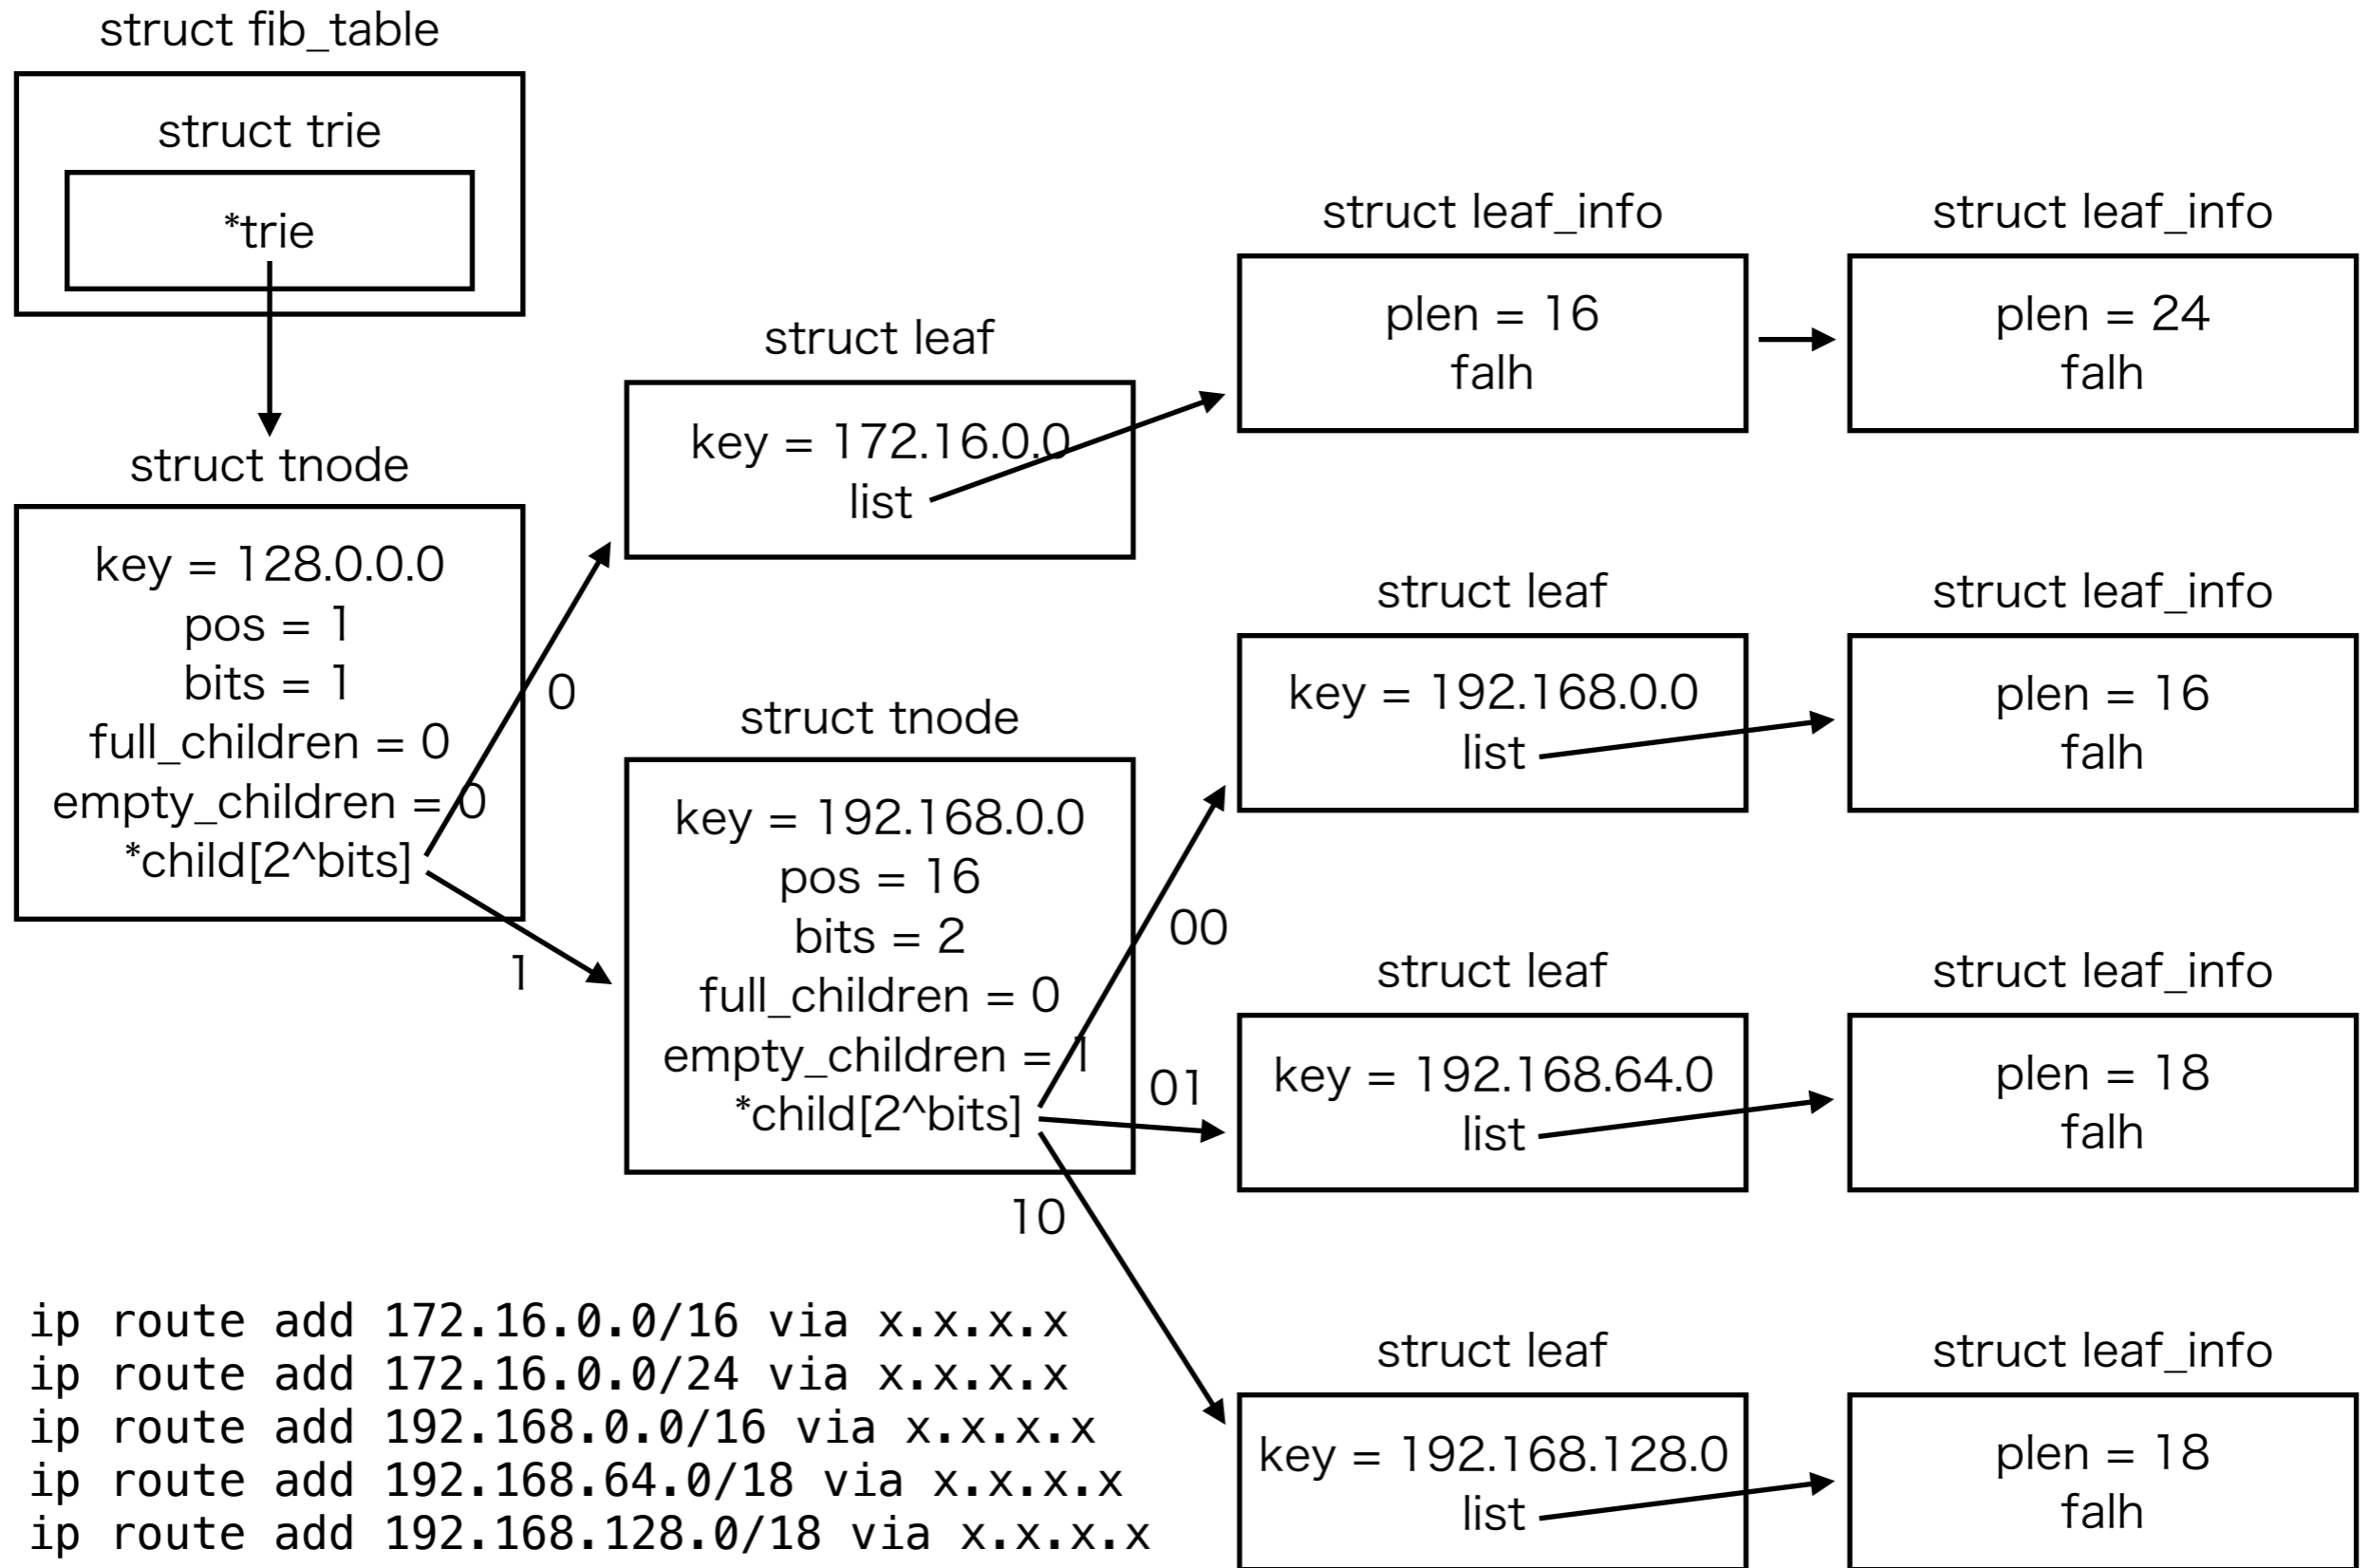 struct fib_table
struct trie
*trie
struct tnode
key = 128.0.0.0
pos = 1
bits = 1
full_children = 0
empty_children = 0
*child[2^bits]
0
1
struct leaf
key = 172.16.0.0
list
struct leaf_info
plen = 16
falh
struct leaf_info
plen = 24
falh
struct tnode
key = 192.168.0.0
pos = 16
bits = 2
full_children = 0
empty_children = 1
*child[2^bits]
00
01
10
struct leaf
key = 192.168.0.0
list
struct leaf_info
plen = 16
falh
struct leaf
key = 192.168.64.0
list
struct leaf_info
plen = 18
falh
struct leaf
key = 192.168.128.0
list
struct leaf_info
plen = 18
falh
ip route add 172.16.0.0/16 via x.x.x.x
ip route add 172.16.0.0/24 via x.x.x.x
ip route add 192.168.0.0/16 via x.x.x.x
ip route add 192.168.64.0/18 via x.x.x.x
ip route add 192.168.128.0/18 via x.x.x.x